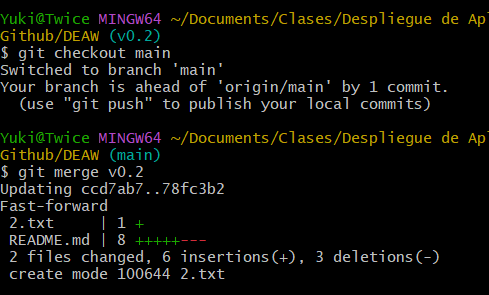 Yuki@Twice MINGW64 ~/Documents/Clases/Despliegue de Apl
Github/DEAW (v0.2)
$ git checkout main
Switched to branch 'main'
Your branch is ahead of 'origin/main' by 1 commit.
  (use "git push" to publish your local commits)
Yuki@Twice MINGW64 ~/Documents/Clases/Despliegue de Apl
Github/DEAW (main)
$ git merge v0.2
Updating ccd7ab7..78fc3b2
Fast-forward
 2.txt     | 1 +
 README.md | 8 +++++---
 2 files changed, 6 insertions(+), 3 deletions(-)
 create mode 100644 2.txt